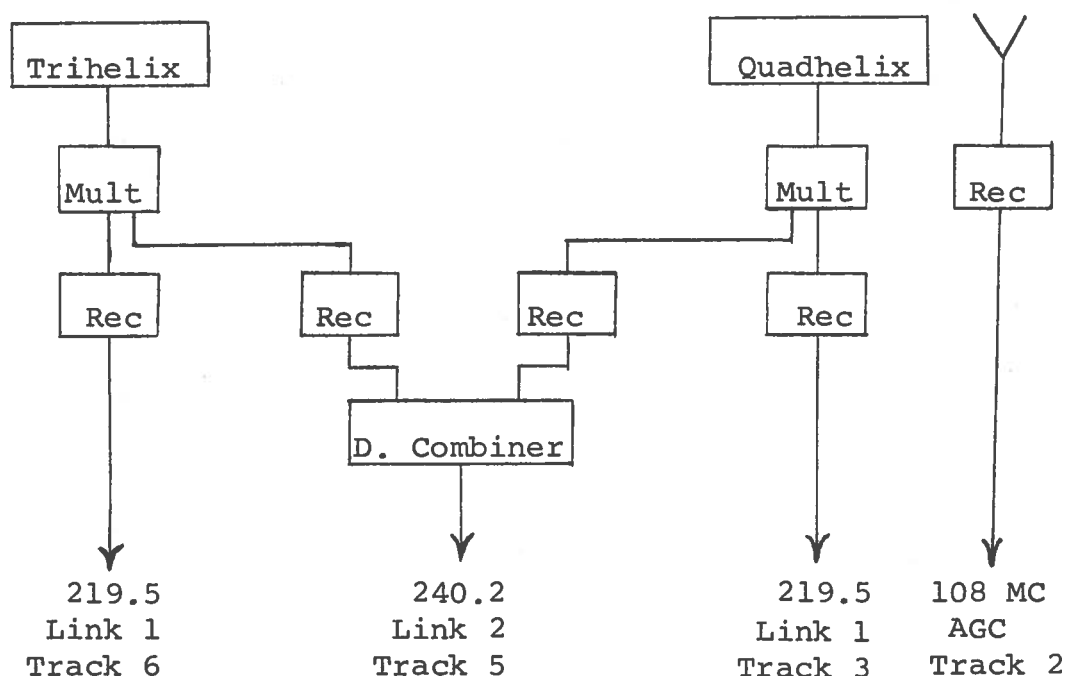 Trihelix
Quadhelix
Mult
Mult
Rec
Rec
Rec
Rec
Rec
D. Combiner
219.5
Link 1
Track 6
240.2
Link 2
Track 5
219.5
Link 1
Track 3
108 MC
AGC
Track 2